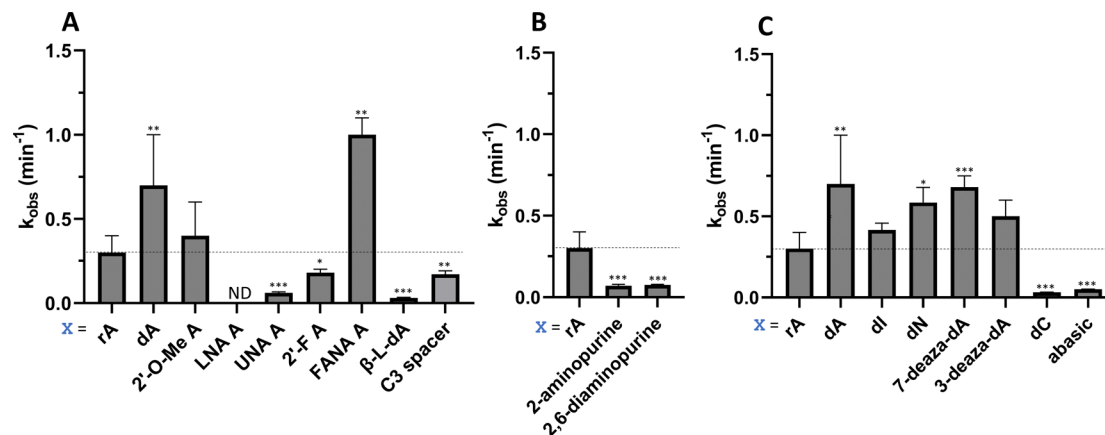 A
k_obs (min⁻¹)
1.5
1.0
0.5
0.0
**
ND
***
*
**
***
**
X =
rA
dA
2'-O-Me A
LNA A
UNA A
2'-F A
FANA A
β-L-dA
C3 spacer
B
k_obs (min⁻¹)
1.5
1.0
0.5
0.0
***
***
X =
rA
2-aminopurine
2,6-diaminopurine
C
k_obs (min⁻¹)
1.5
1.0
0.5
0.0
**
*
***
***
***
X =
rA
dA
dI
dN
7-deaza-dA
3-deaza-dA
dC
abasic